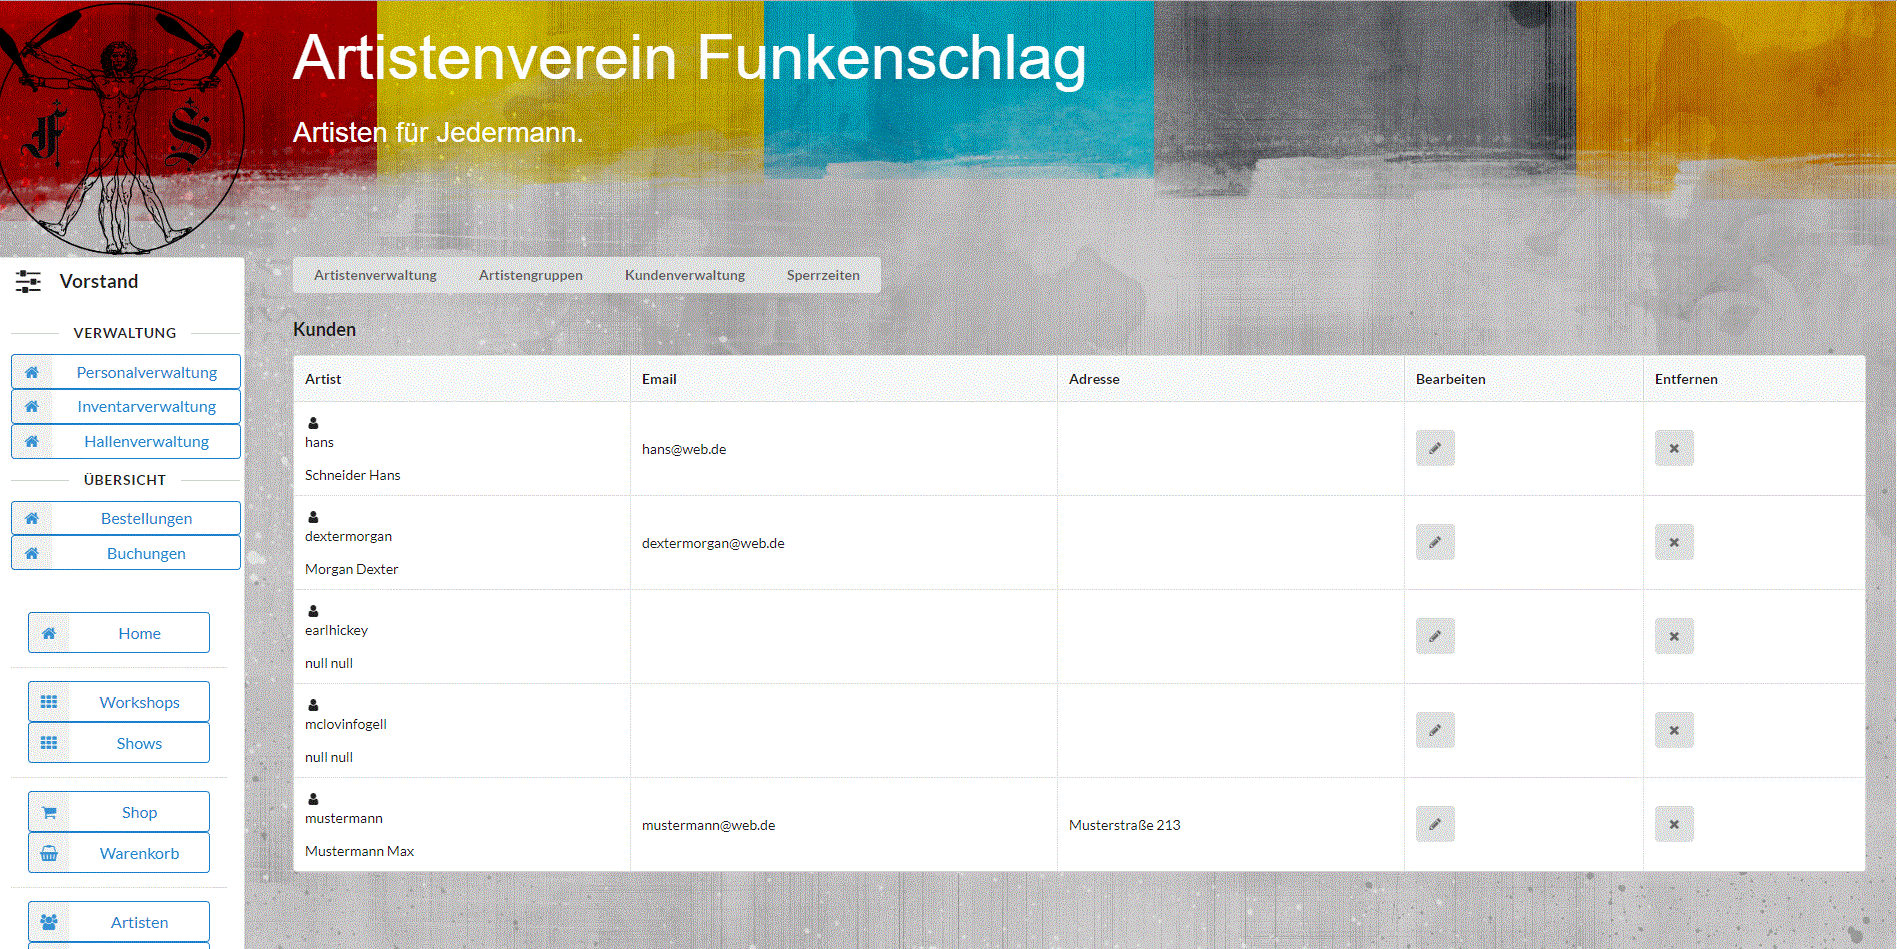 Artistenverein Funkenschlag
Artisten für Jedermann.
F S
Vorstand
VERWALTUNG
Personalverwaltung
Inventarverwaltung
Hallenverwaltung
ÜBERSICHT
Bestellungen
Buchungen
Home
Workshops
Shows
Shop
Warenkorb
Artisten
Artistenverwaltung Artistengruppen Kundenverwaltung Sperrzeiten
Kunden
Artist Email Adresse Bearbeiten Entfernen
hans
Schneider Hans
hans@web.de
dextermorgan
Morgan Dexter
dextermorgan@web.de
earlhickey
null null
mclovinfogell
null null
mustermann
Mustermann Max
mustermann@web.de
Musterstraße 213